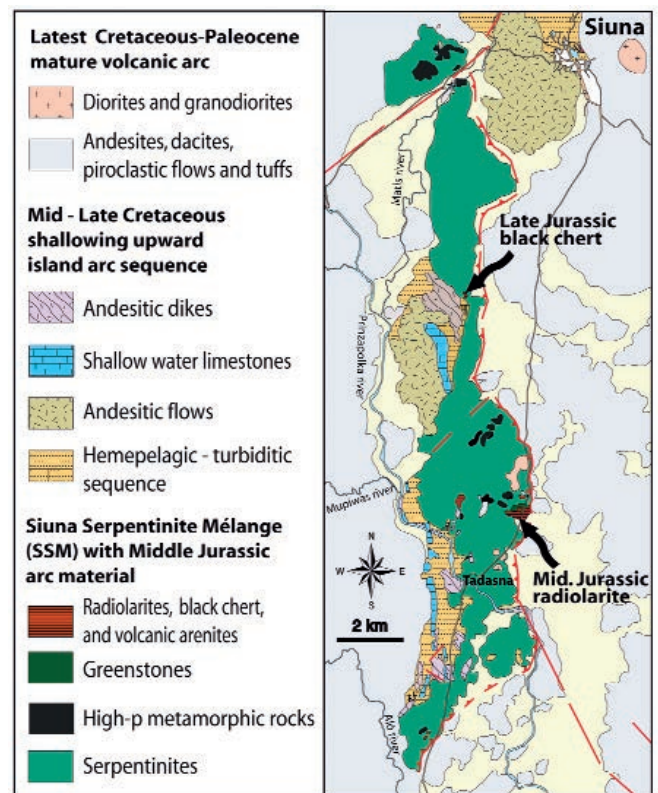 Latest Cretaceous-Paleocene
mature volcanic arc
Diorites and granodiorites
Andesites, dacites,
piroclastic flows and tuffs
Mid - Late Cretaceous
shallowing upward
island arc sequence
Andesitic dikes
Shallow water limestones
Andesitic flows
Hemepelagic - turbiditic
sequence
Siuna Serpentinite Mélange
(SSM) with Middle Jurassic
arc material
Radiolarites, black chert,
and volcanic arenites
Greenstones
High-p metamorphic rocks
Serpentinites
Siuna
Matis river
Late Jurassic
black chert
Prinzapolka river
Mupiwas river
N
W E
S
2 km
Tadasna
Mid. Jurassic
radiolarite
Mo river